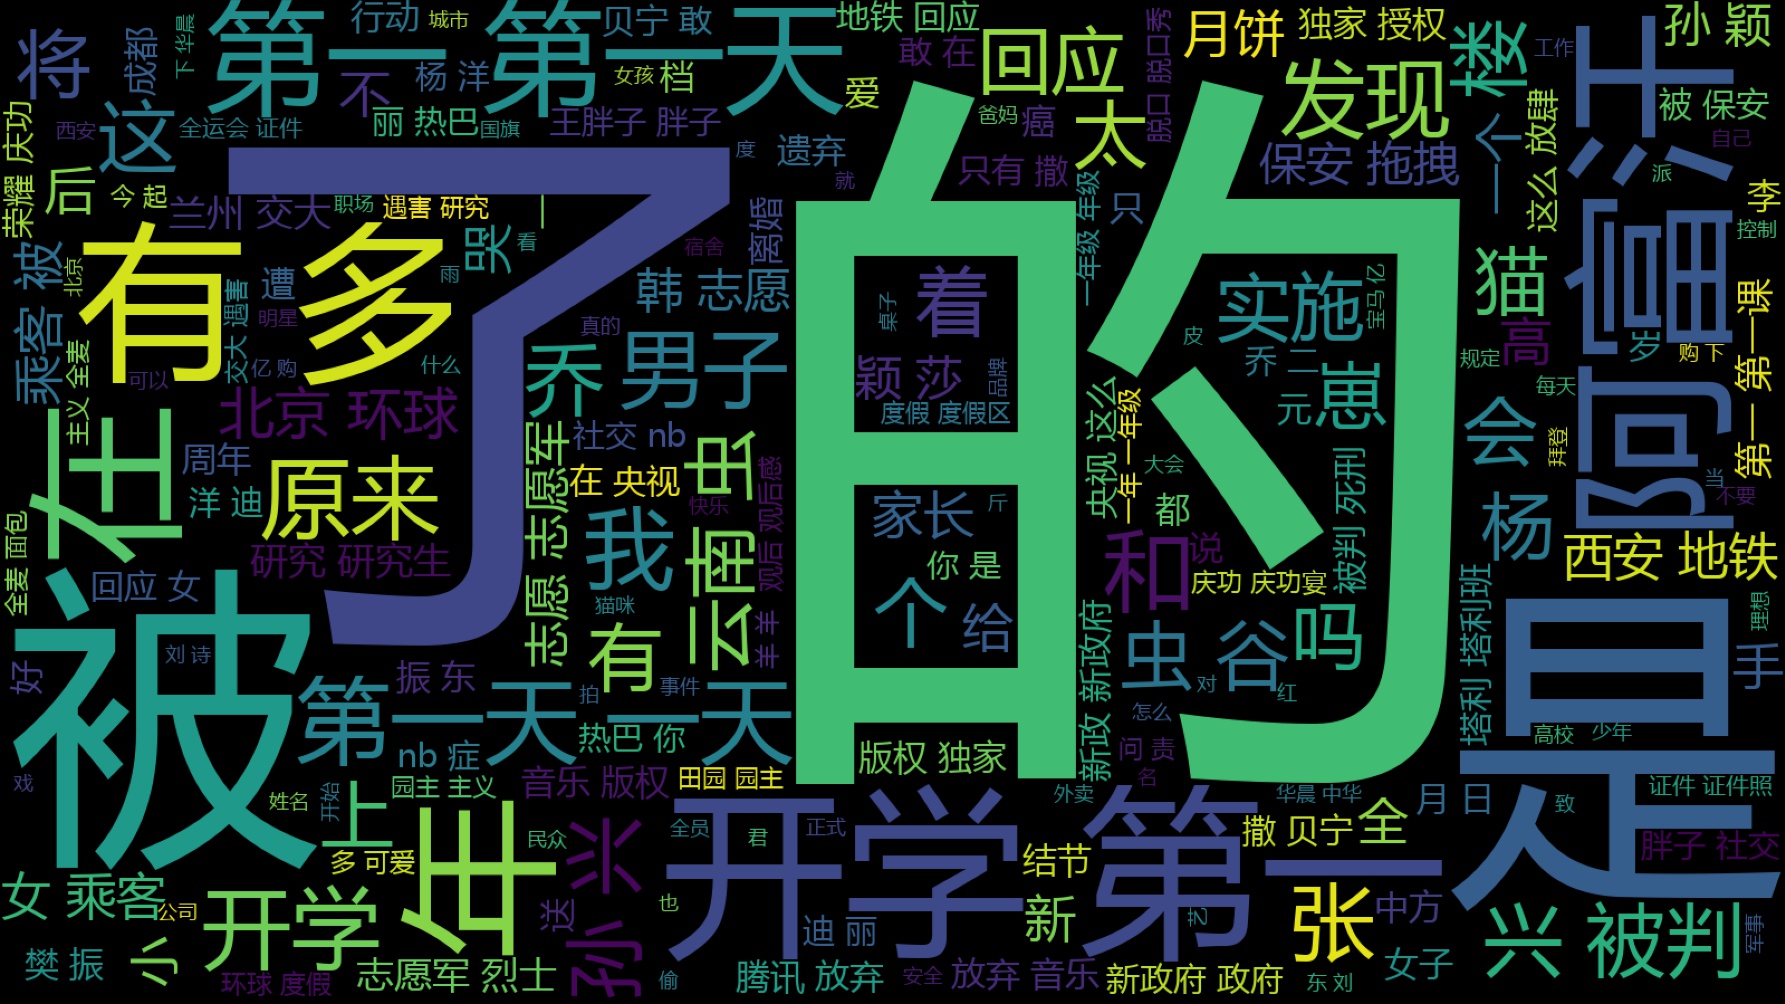 将
成都
下 华晨
第一 第一天
行动 城市
贝宁 敢
地铁 回应
敢 在
回应
脱口 脱口秀
月饼
独家 授权
楼
工作
汗
孙 颖
不
杨 洋
女孩
档
爱
丽 热巴
国旗
王胖子 胖子
爸妈
癌
太
发现
被 保安
自己
荣耀 庆功
西安
这
全运会 证件
后
今
起
兰州 交大
职场
遇害 研究
一
度
遗弃
就
只有 撒
一年级 年级
只
保安 拖拽
一个
这么 放肆
派
李
控制
乘客 被
北京
有
多
了
的
哭
看
雨
离婚
宿舍
韩 志愿
真的
着
桌子
颖 莎
品牌
度假 度假区
实施
宝马 亿
皮
乔 二
元
崽
猫
高
规定
每天
岁
购 下
富
阿
第一 第一课
遭
交大 遇害
明星
亿 购
什么
可以
主义 全麦
乔
男子
北京 环球
周年
洋 迪
原来
在
社交 nb
在 央视
虫
快乐
观后 观后感
志愿 志愿军
我
云南
猫咪
有
羊 羊
家长
斤
你 是
个
给
央视 这么
一年 一年级
大会
都
和
说
庆功 庆功宴
被判 死刑
吗
会
拜登
杨
当
不要
西安 地铁
塔利 塔利班
理想
是
手
全麦 面包
研究 研究生
回应 女
被
刘 诗
好
戏
振 东
事件
拍
第一天 一天
nb 症
热巴 你
新政 新政府
虫 谷
对
红
怎么
问 责
名
版权 独家
高校
少年
证件 证件照
姓名
开始
上
园主 主义
音乐 版权
田园 园主
外卖
华晨 中华
月 日
致
胖子 社交
多 可爱
年
民众
孙 兴
全员
君
正式
开学 第一
结节
撒 贝宁
全
女 乘客
公司
小
开学
送
也
新
艺
张
中方
兴 被判
军事
樊 振
环球 度假
志愿军 烈士
偷
迪 丽
腾讯 放弃
安全
放弃 音乐
新政府 政府
东 刘
女子